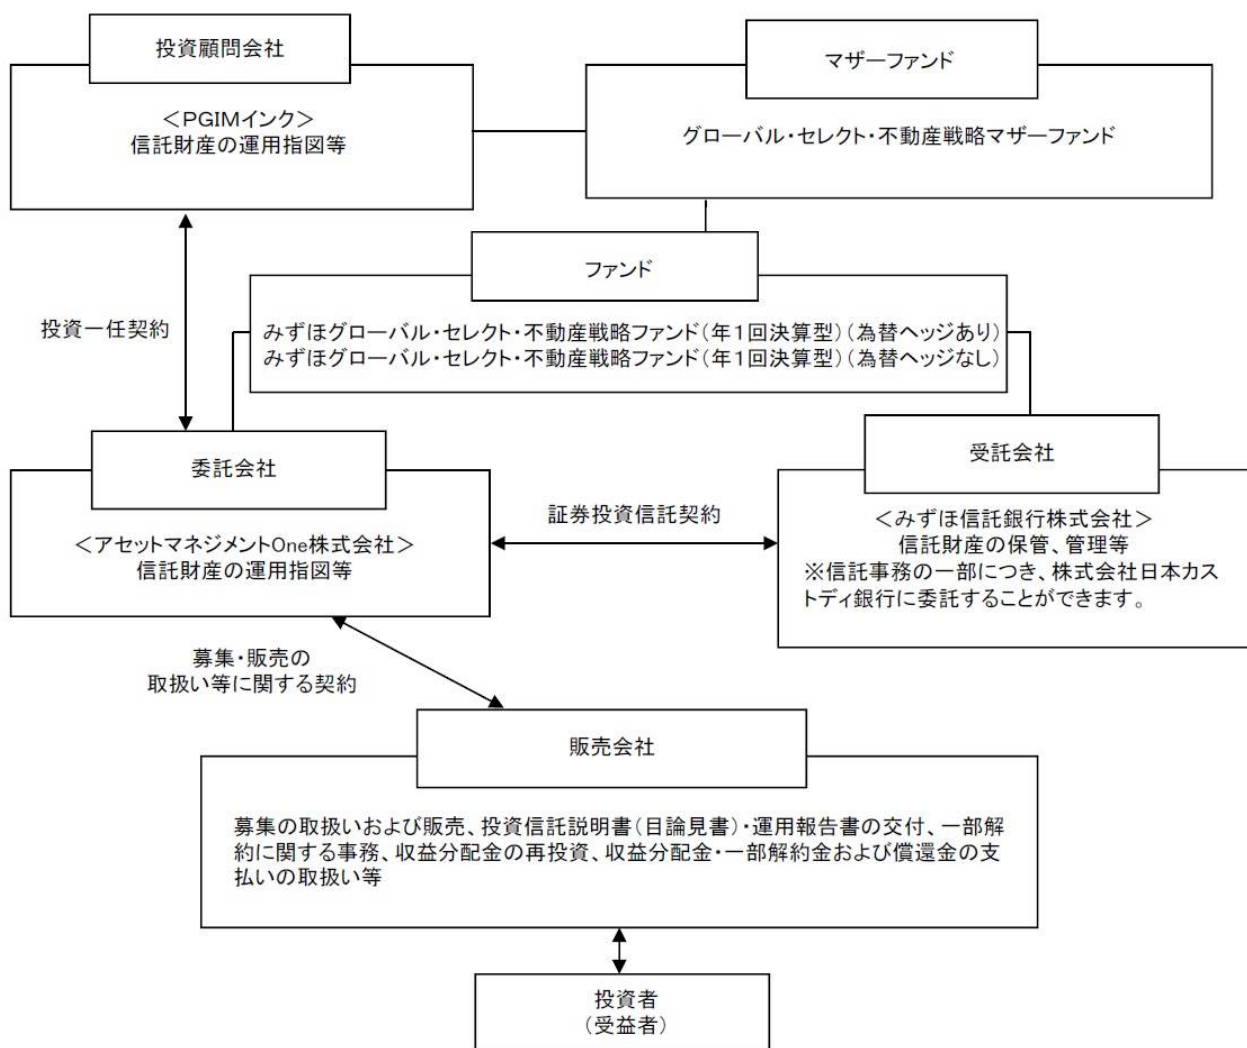 投資顧問会社
<PGIMインク>
信託財産の運用指図等
マザーファンド
グローバル・セレクト・不動産戦略マザーファンド
ファンド
みずほグローバル・セレクト・不動産戦略ファンド(年1回決算型)(為替ヘッジあり)
みずほグローバル・セレクト・不動産戦略ファンド(年1回決算型)(為替ヘッジなし)
投資一任契約
委託会社
<アセットマネジメントOne株式会社>
信託財産の運用指図等
証券投資信託契約
受託会社
<みずほ信託銀行株式会社>
信託財産の保管、管理等
※信託事務の一部につき、株式会社日本カス
トディ銀行に委託することができます。
募集・販売の
取扱い等に関する契約
販売会社
募集の取扱いおよび販売、投資信託説明書(目論見書)・運用報告書の交付、一部解
約に関する事務、収益分配金の再投資、収益分配金・一部解約金および償還金の支
払いの取扱い等
投資者
(受益者)